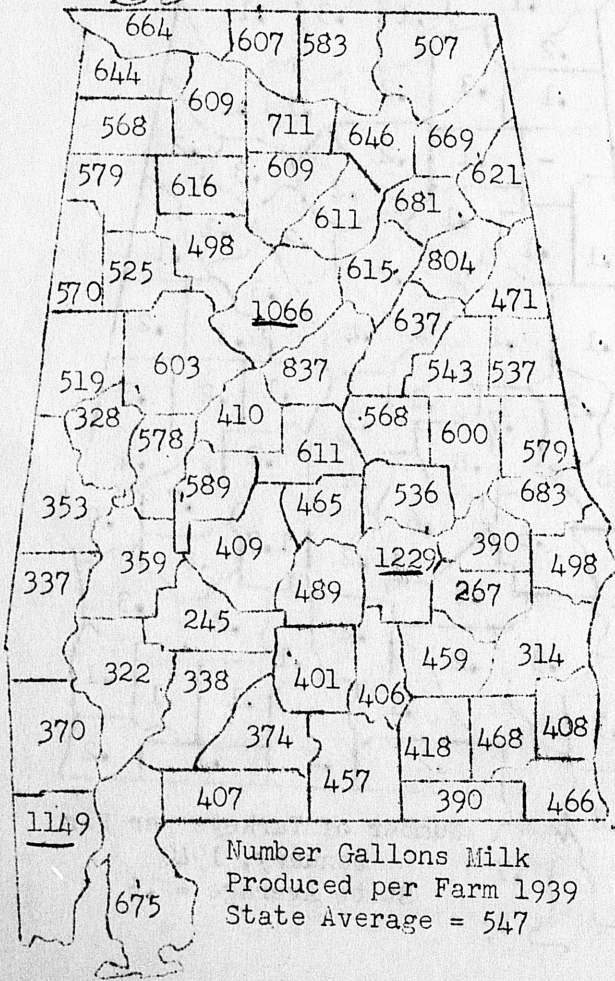 664 607 583 507
644 609
568 711 646 669
579 616 609 611 681 621
498 615 804
570 525 1066 637 471
519 603 837 543 537
328 578 410 611 568 600 579
353 589 465 536 683
337 359 409 489 1229 390 498
245 267
322 338 401 406 459 314
370 374 457 418 468 408
1149 407 390 466
675
Number Gallons Milk
Produced per Farm 1939
State Average = 547